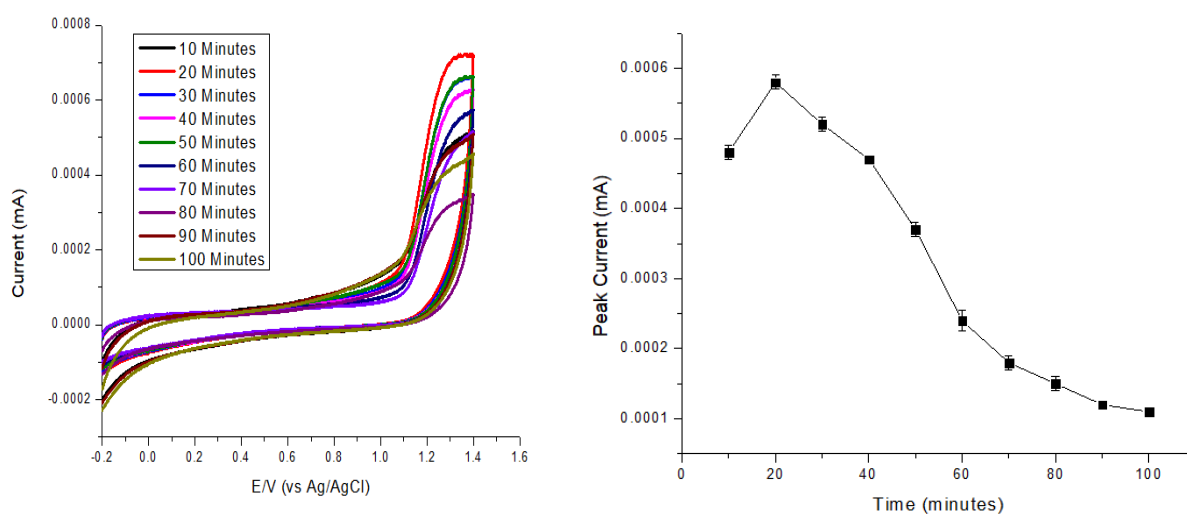 0.0008
0.0006
0.0004
0.0002
0.0000
-0.0002
Current (mA)
10 Minutes
20 Minutes
30 Minutes
40 Minutes
50 Minutes
60 Minutes
70 Minutes
80 Minutes
90 Minutes
100 Minutes
-0.2 0.0 0.2 0.4 0.6 0.8 1.0 1.2 1.4 1.6
E/V (vs Ag/AgCl)
0.0006
0.0005
0.0004
0.0003
0.0002
0.0001
Peak Current (mA)
0 20 40 60 80 100
Time (minutes)